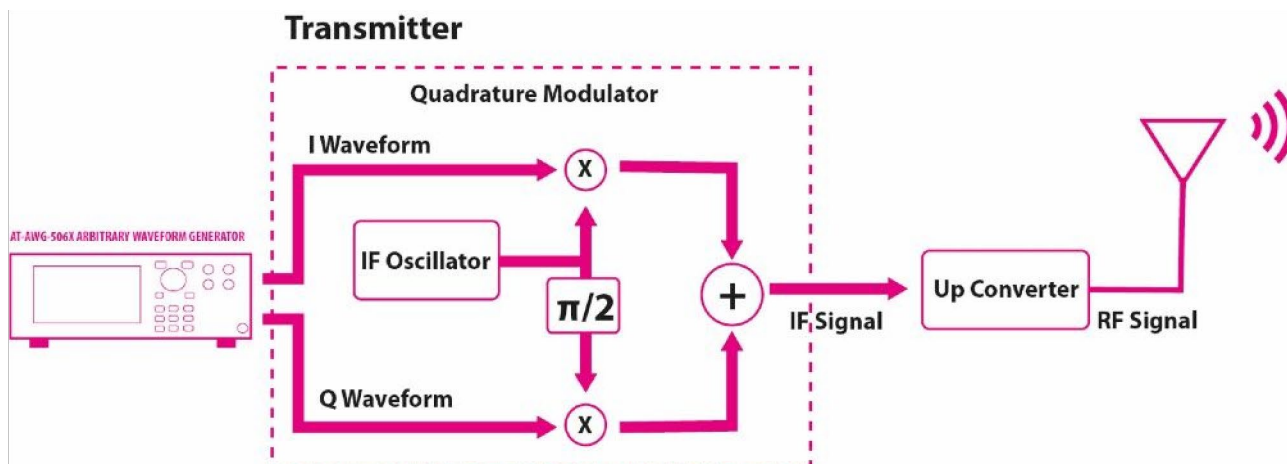 Transmitter
Quadrature Modulator
I Waveform
X
AT-AWG-506X ARBITRARY WAVEFORM GENERATOR
IF Oscillator
π/2
+
IF Signal
Up Converter
RF Signal
Q Waveform
X